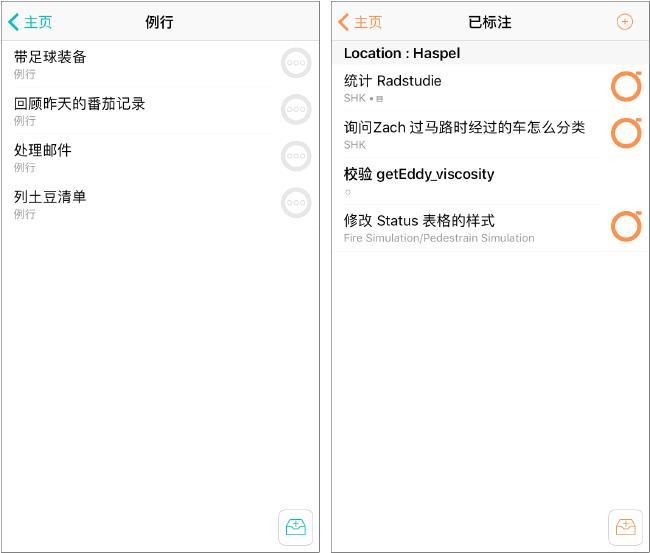 主页
例行
带足球装备
例行
回顾昨天的番茄记录
例行
处理邮件
例行
列土豆清单
例行
主页
已标注
Location : Haspel
统计 Radstudie
SHK •
询问Zach 过马路时经过的车怎么分类
SHK
校验 getEddy_viscosity
修改 Status 表格的样式
Fire Simulation/Pedestrain Simulation